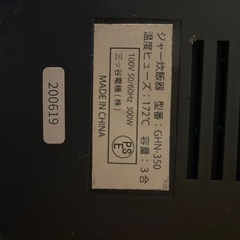 ジャー炊飯器 型番：GHN-350
温度ヒューズ：172℃ 容量：3合
100V 50/60Hz 300W
三ツ谷電機(株)
MADE IN CHINA
PSE
200619